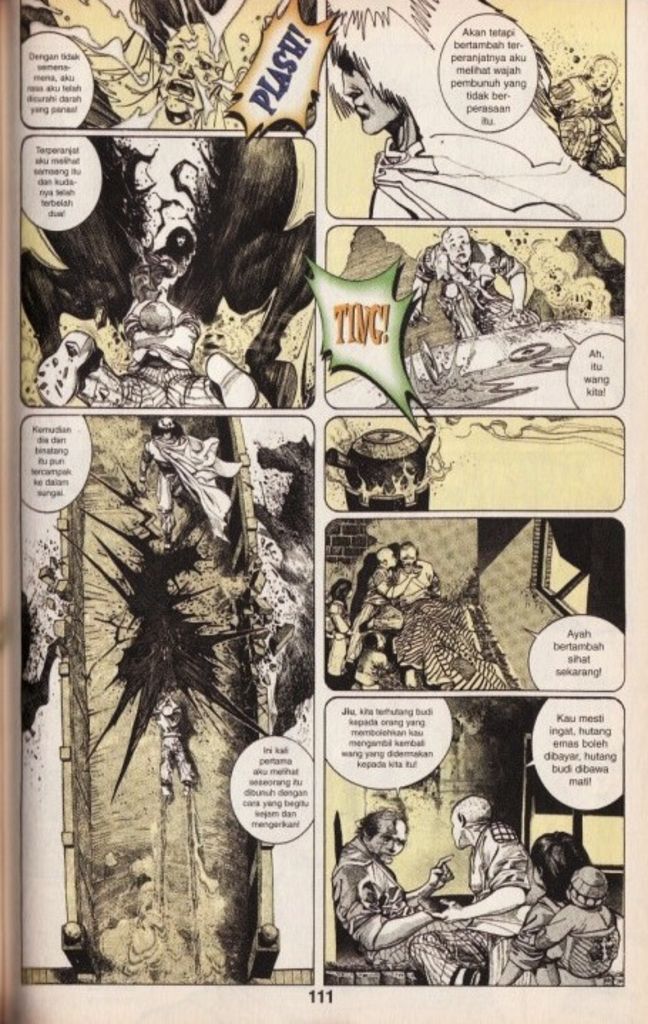 Dengan tidak
semena-
mena, aku
rasa aku telah
dicurahi darah
yang panas!
PLASH!
Terperanjat
aku melihat
samseng itu
dan kuda-
nya telah
terbelah
dua!
Kemudian
dia dan
binatang
itu pun
tercampak
ke dalam
sungai.
Ini kali
pertama
aku melihat
seseorang itu
dibunuh dengan
cara yang begitu
kejam dan
mengerikan!
Akan tetapi
bertambah ter-
peranjatnya aku
melihat wajah
pembunuh yang
tidak ber-
perasaan
itu.
TING!
Ah,
itu
wang
kita!
Ayah
bertambah
sihat
sekarang!
Jiu, kita terhutang budi
kepada orang yang
membolehkan kau
mengambil kembali
wang yang didermakan
kepada kita itu!
Kau mesti
ingat, hutang
emas boleh
dibayar, hutang
budi dibawa
mati!
111